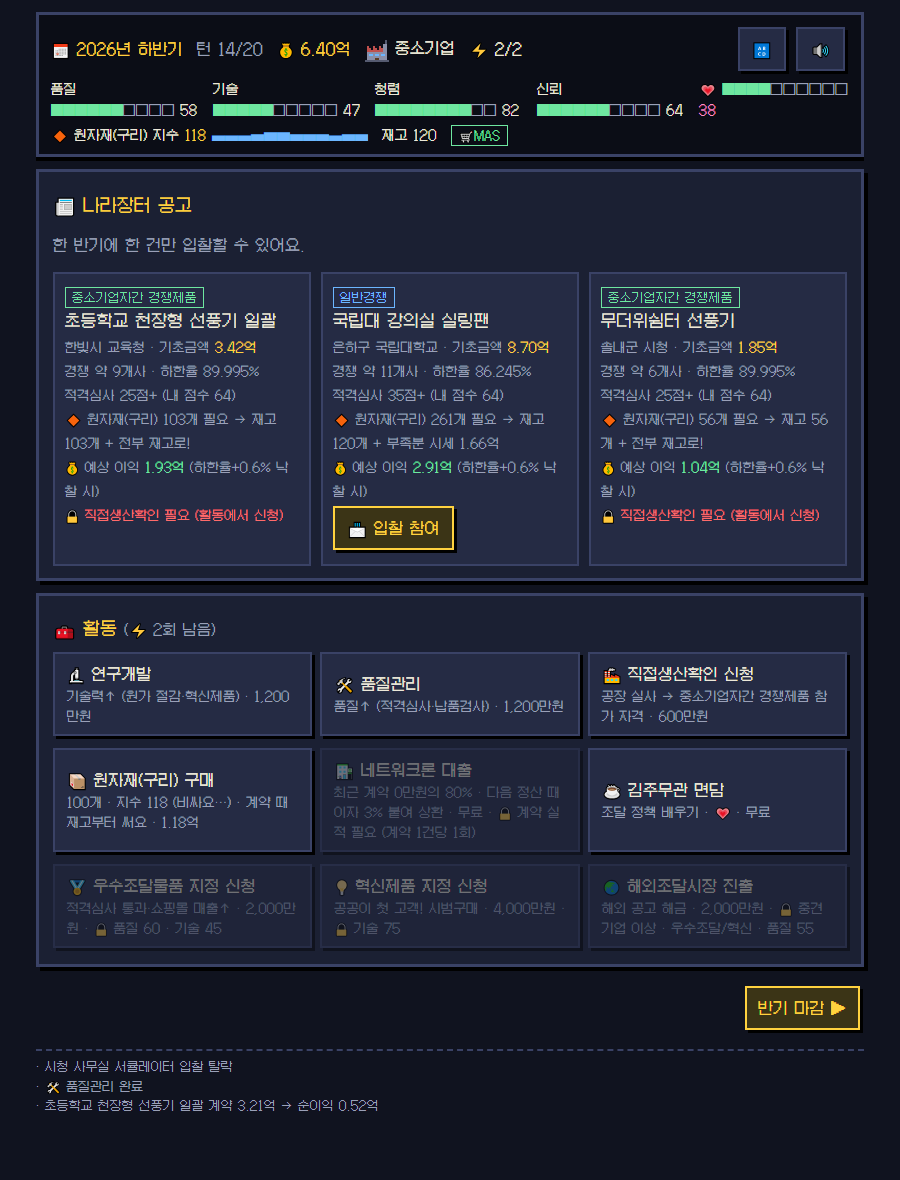 2026년 하반기 턴 14/20 6.40억 중소기업 2/2
품질 기술 청렴 신뢰
58 47 82 64 38
원자재(구리) 지수 118 재고 120 MAS
나라장터 공고
한 반기에 한 건만 입찰할 수 있어요.
중소기업자간 경쟁제품
초등학교 천장형 선풍기 일괄
한빛시 교육청 · 기초금액 3.42억
경쟁 약 9개사 · 하한율 89.995%
적격심사 25점+ (내 점수 64)
원자재(구리) 103개 필요 → 재고
103개 + 전부 재고로!
예상 이익 1.93억 (하한율+0.6% 낙
찰 시)
직접생산확인 필요 (활동에서 신청)
일반경쟁
국립대 강의실 실링팬
은하구 국립대학교 · 기초금액 8.70억
경쟁 약 11개사 · 하한율 86.245%
적격심사 35점+ (내 점수 64)
원자재(구리) 261개 필요 → 재고
120개 + 부족분 시세 1.66억
예상 이익 2.91억 (하한율+0.6% 낙
찰 시)
입찰 참여
중소기업자간 경쟁제품
무더위쉼터 선풍기
솔내군 시청 · 기초금액 1.85억
경쟁 약 6개사 · 하한율 89.995%
적격심사 25점+ (내 점수 64)
원자재(구리) 56개 필요 → 재고 56
개 + 전부 재고로!
예상 이익 1.04억 (하한율+0.6% 낙
찰 시)
직접생산확인 필요 (활동에서 신청)
활동 (⚡ 2회 남음)
연구개발
기술력↑ (원가 절감·혁신제품) · 1,200
만원
품질관리
품질↑ (적격심사·납품검사) · 1,200만원
직접생산확인 신청
공장 실사 → 중소기업자간 경쟁제품 참
가 자격 · 600만원
원자재(구리) 구매
100개 · 지수 118 (비싸요…) · 계약 때
재고부터 써요 · 1.18억
네트워크론 대출
최근 계약 0만원의 80% · 다음 정산 때
이자 3% 붙여 상환 · 무료 · 🔒 계약 실
적 필요 (계약 1건당 1회)
김주무관 면담
조달 정책 배우기 · ❤ · 무료
우수조달물품 지정 신청
적격심사 통과·쇼핑몰 매출↑ · 2,000만
원 · 🔒 품질 60 · 기술 45
혁신제품 지정 신청
공공이 첫 고객! 시범구매 · 4,000만원 ·
🔒 기술 75
해외조달시장 진출
해외 공고 해금 · 2,000만원 · 🔒 중견
기업 이상 · 우수조달/혁신 · 품질 55
반기 마감 ▶
· 시청 사무실 서큘레이터 입찰 탈락
· 🛠 품질관리 완료
· 초등학교 천장형 선풍기 일괄 계약 3.21억 → 순이익 0.52억